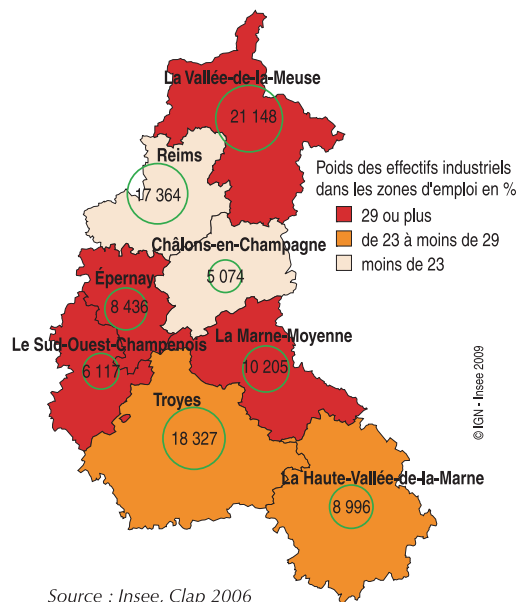 La Vallée-de-la-Meuse
21 148
Reims
17 364
Poids des effectifs industriels
dans les zones d'emploi en %
29 ou plus
de 23 à moins de 29
moins de 23
Châlons-en-Champagne
5 074
Épernay
8 436
La Marne-Moyenne
10 205
Le Sud-Ouest-Champenois
6 117
Troyes
18 327
La Haute-Vallée-de-la-Marne
8 996
© IGN - Insee 2009
Source : Insee, Clap 2006